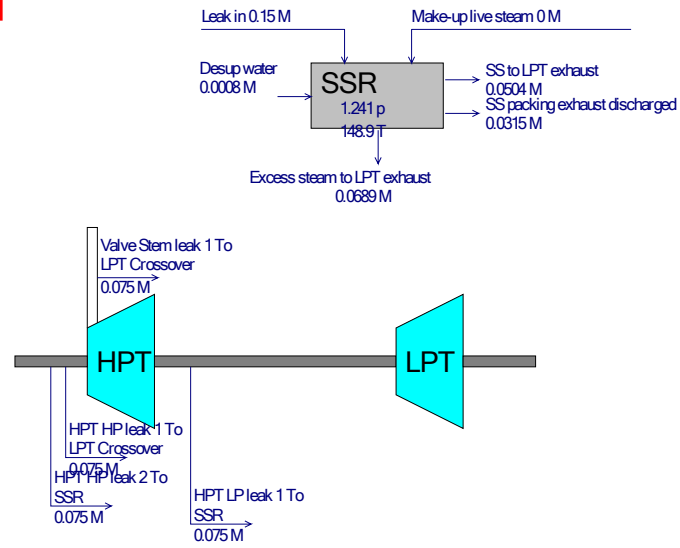 Leak in 0.15 M
Make-up live steam 0 M
Desup water
0.0008 M
SSR
1.241 p
148.9 T
SS to LPT exhaust
0.0504 M
SS packing exhaust discharged
0.0315 M
Excess steam to LPT exhaust
0.0689 M
Valve Stem leak 1 To
LPT Crossover
0.075 M
HPT
LPT
HPT HP leak 1 To
LPT Crossover
0.075 M
HPT HP leak 2 To
SSR
0.075 M
HPT LP leak 1 To
SSR
0.075 M